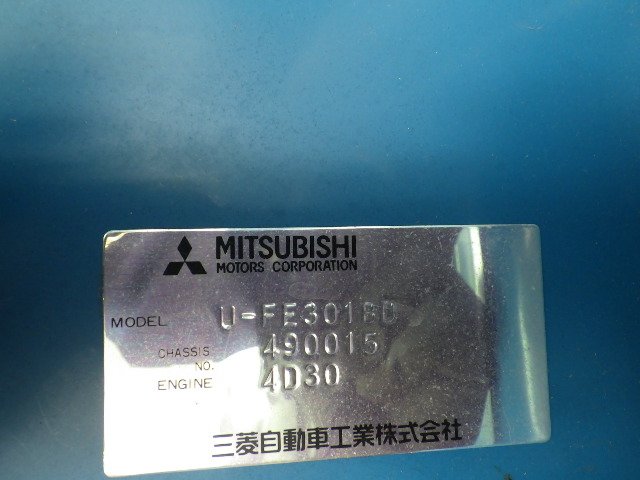 MITSUBISHI
MOTORS CORPORATION
MODEL U-FE301BD
CHASSIS NO. 490015
ENGINE 4D30
三菱自動車工業株式会社